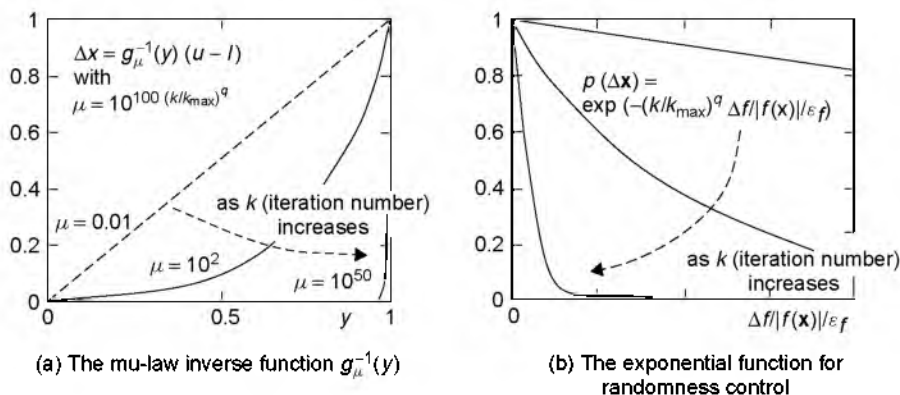 1
0.8
0.6
0.4
0.2
0
0
0.5
y
1
Δx = g_μ^{-1}(y) (u − l)
with
μ = 10^{100 (k/k_max)^q}
μ = 0.01
μ = 10^2
μ = 10^{50}
as k (iteration number)
increases
(a) The mu-law inverse function g_μ^{-1}(y)
1
0.8
0.6
0.4
0.2
0
0
p (Δx) =
exp (−(k/k_max)^q Δf/|f(x)|/ε_f)
as k (iteration number)
increases
Δf/|f(x)|/ε_f
(b) The exponential function for
randomness control